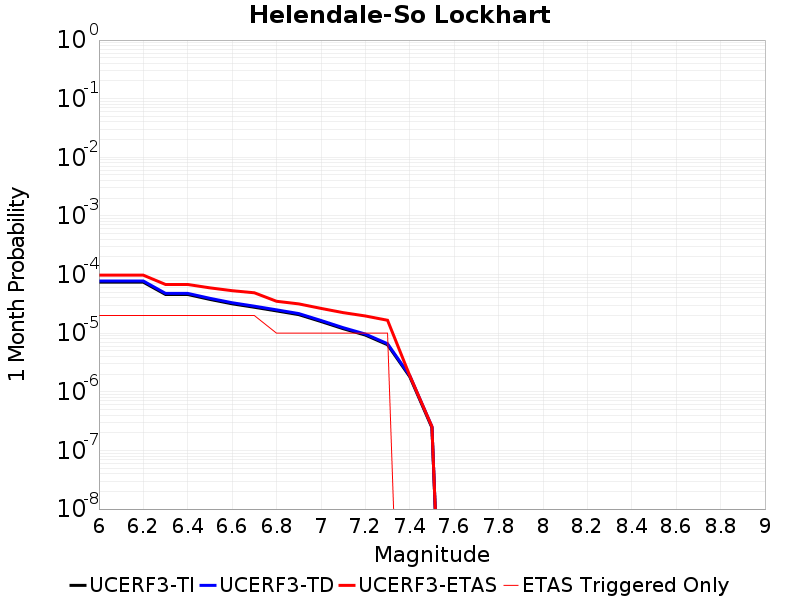 Helendale-So Lockhart
1 Month Probability
10^0
10^-1
10^-2
10^-3
10^-4
10^-5
10^-6
10^-7
10^-8
6 6.2 6.4 6.6 6.8 7 7.2 7.4 7.6 7.8 8 8.2 8.4 8.6 8.8 9
Magnitude
UCERF3-TI UCERF3-TD UCERF3-ETAS ETAS Triggered Only